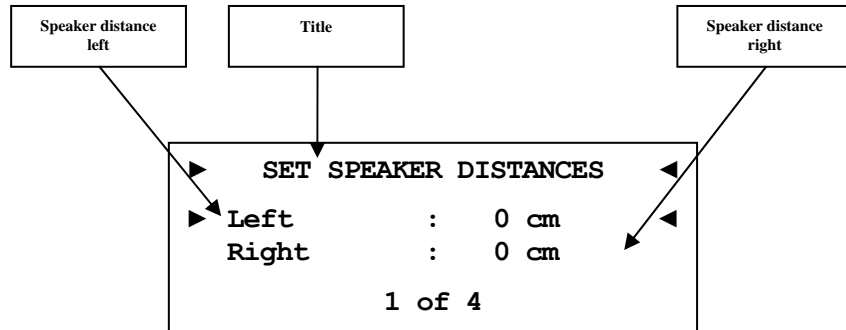 Speaker distance
left
Title
Speaker distance
right
► SET SPEAKER DISTANCES ◄
► Left : 0 cm ◄
Right : 0 cm
1 of 4